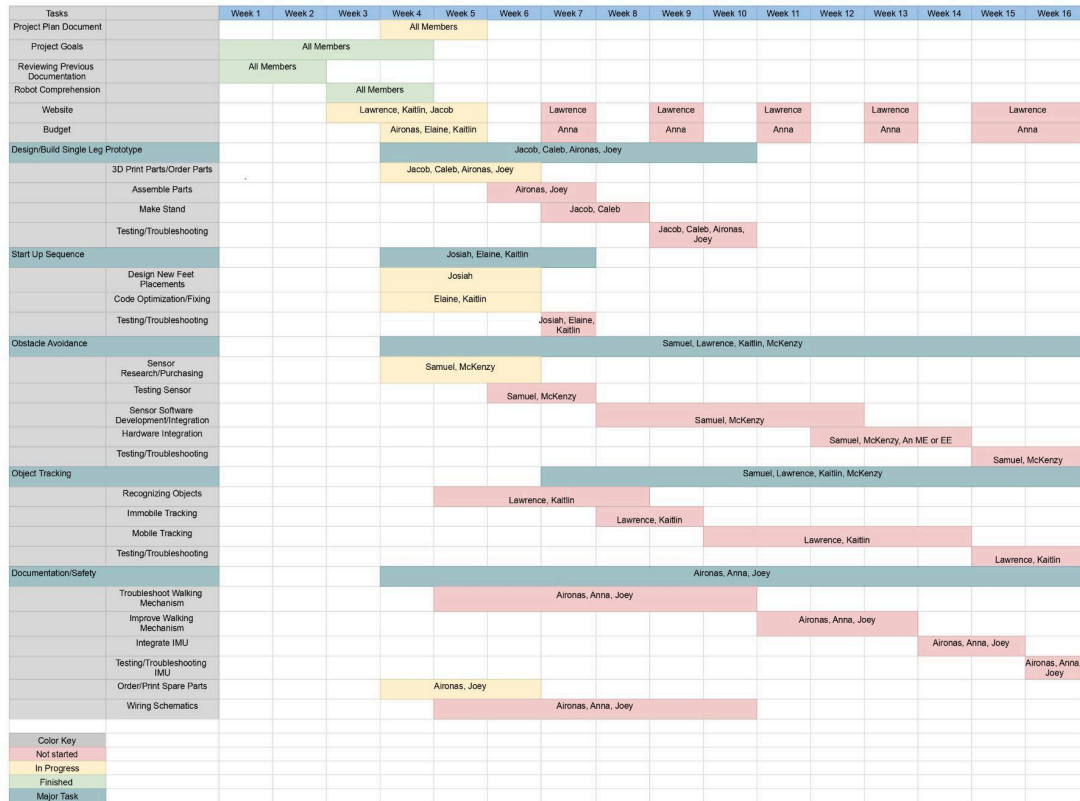 Tasks Week 1 Week 2 Week 3 Week 4 Week 5 Week 6 Week 7 Week 8 Week 9 Week 10 Week 11 Week 12 Week 13 Week 14 Week 15 Week 16
Project Plan Document All Members
Project Goals All Members
Reviewing Previous
Documentation
All Members
Robot Comprehension All Members
Website Lawrence, Kaitlin, Jacob Lawrence Lawrence Lawrence Lawrence Lawrence
Budget Aironas, Elaine, Kaitlin Anna Anna Anna Anna Anna
Design/Build Single Leg Prototype Jacob, Caleb, Aironas, Joey
3D Print Parts/Order Parts Jacob, Caleb, Aironas, Joey
Assemble Parts Aironas, Joey
Make Stand Jacob, Caleb
Testing/Troubleshooting Jacob, Caleb, Aironas,
Joey
Start Up Sequence Josiah, Elaine, Kaitlin
Design New Feet
Placements
Josiah
Code Optimization/Fixing Elaine, Kaitlin
Testing/Troubleshooting Josiah, Elaine,
Kaitlin
Obstacle Avoidance Samuel, Lawrence, Kaitlin, McKenzy
Sensor
Research/Purchasing
Samuel, McKenzy
Testing Sensor Samuel, McKenzy
Sensor Software
Development/Integration
Samuel, McKenzy
Hardware Integration Samuel, McKenzy, An ME or EE
Testing/Troubleshooting Samuel, McKenzy
Object Tracking Samuel, Lawrence, Kaitlin, McKenzy
Recognizing Objects Lawrence, Kaitlin
Immobile Tracking Lawrence, Kaitlin
Mobile Tracking Lawrence, Kaitlin
Testing/Troubleshooting Lawrence, Kaitlin
Documentation/Safety Aironas, Anna, Joey
Troubleshoot Walking
Mechanism
Aironas, Anna, Joey
Improve Walking
Mechanism
Aironas, Anna, Joey
Integrate IMU Aironas, Anna, Joey
Testing/Troubleshooting
IMU
Aironas, Anna,
Joey
Order/Print Spare Parts Aironas, Joey
Wiring Schematics Aironas, Anna, Joey
Color Key
Not started
In Progress
Finished
Major Task